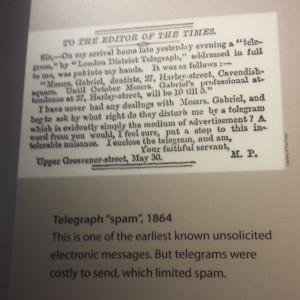 TO THE EDITOR OF THE TIMES.
Sir,—On my arrival home late yesterday evening a "tele-
gram," by "London District Telegraph," addressed in full
to me, was put into my hands. It was as follows :—
"Messrs. Gabriel, dentists, 27, Harley-street, Cavendish-
square. Until October Messrs. Gabriel's professional at-
tendance at 27, Harley-street, will be 10 till 5."
I have never had any dealings with Messrs. Gabriel, and
beg to ask by what right do they disturb me by a telegram
which is evidently simply the medium of advertisement? A
word from you would, I feel sure, put a stop to this in-
tolerable nuisance. I enclose the telegram, and am,
Your faithful servant,
Upper Grosvenor-street, May 30. M. P.
Telegraph "spam", 1864
This is one of the earliest known unsolicited
electronic messages. But telegrams were
costly to send, which limited spam.